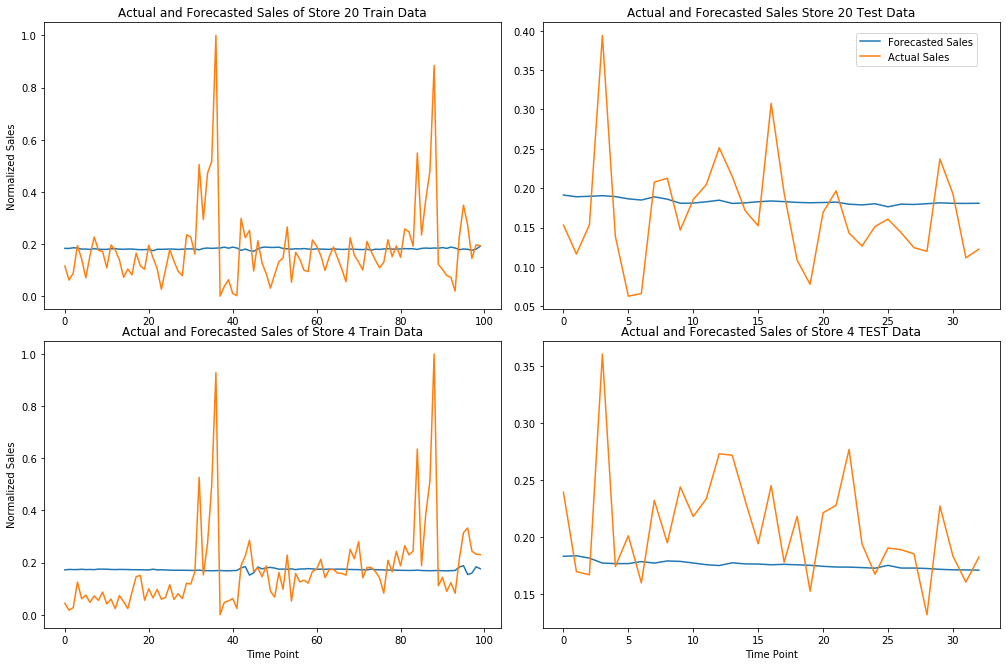 Actual and Forecasted Sales of Store 20 Train Data
Normalized Sales
1.0
0.8
0.6
0.4
0.2
0.0
0 20 40 60 80 100
Actual and Forecasted Sales Store 20 Test Data
Forecasted Sales
Actual Sales
0.40
0.35
0.30
0.25
0.20
0.15
0.10
0.05
0 5 10 15 20 25 30
Actual and Forecasted Sales of Store 4 Train Data
Normalized Sales
1.0
0.8
0.6
0.4
0.2
0.0
0 20 40 60 80 100
Time Point
Actual and Forecasted Sales of Store 4 TEST Data
0.35
0.30
0.25
0.20
0.15
0 5 10 15 20 25 30
Time Point